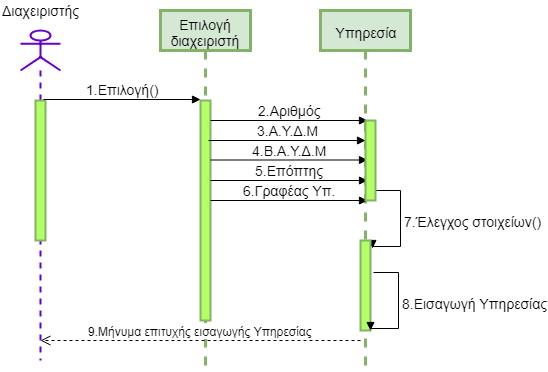 Διαχειριστής
Επιλογή
διαχειριστή
Υπηρεσία
1.Επιλογή()
2.Αριθμός
3.Α.Υ.Δ.Μ
4.Β.Α.Υ.Δ.Μ
5.Επόπτης
6.Γραφέας Υπ.
7.Έλεγχος στοιχείων()
8.Εισαγωγή Υπηρεσίας
9.Μήνυμα επιτυχής εισαγωγής Υπηρεσίας